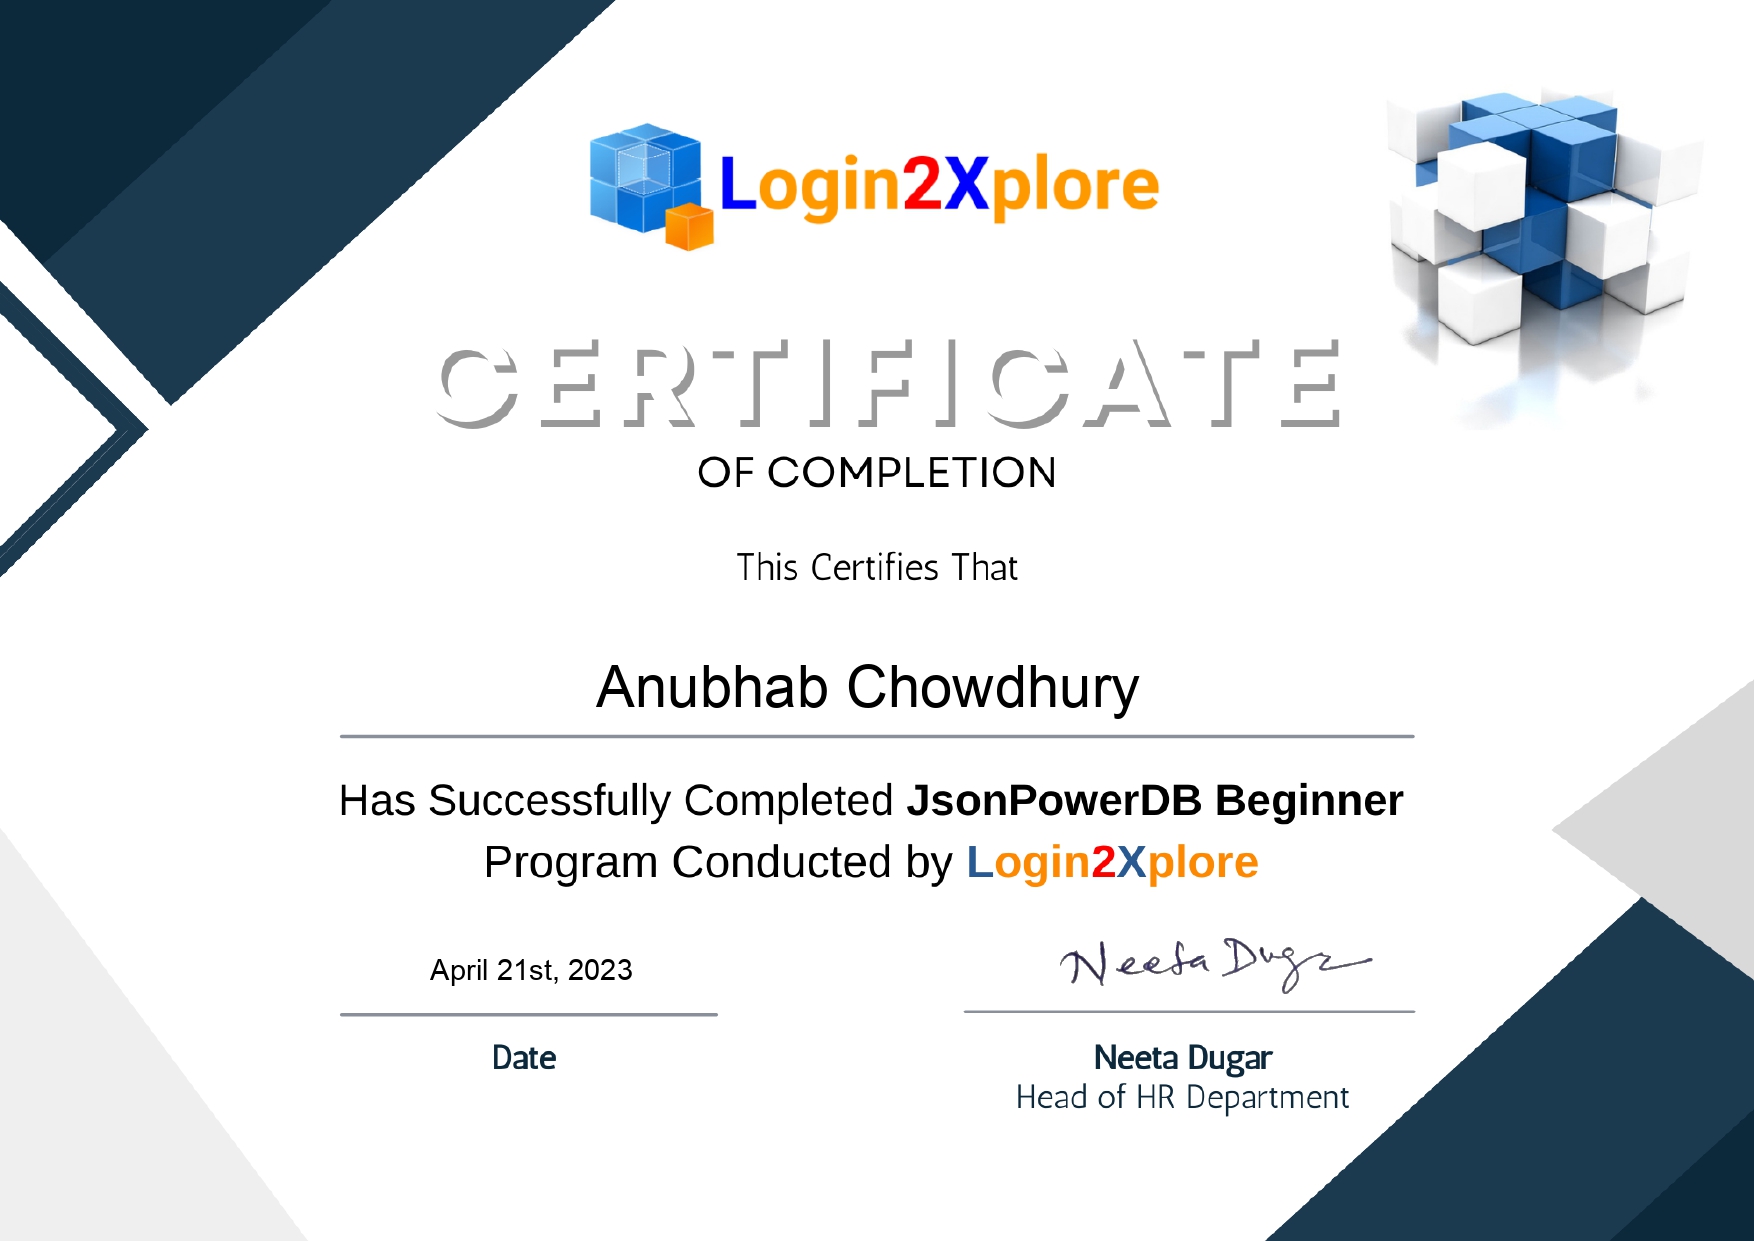 Login2Xplore
CERTIFICATE
OF COMPLETION
This Certifies That
Anubhab Chowdhury
Has Successfully Completed JsonPowerDB Beginner
Program Conducted by Login2Xplore
April 21st, 2023
Neeta Dugar
Date
Neeta Dugar
Head of HR Department